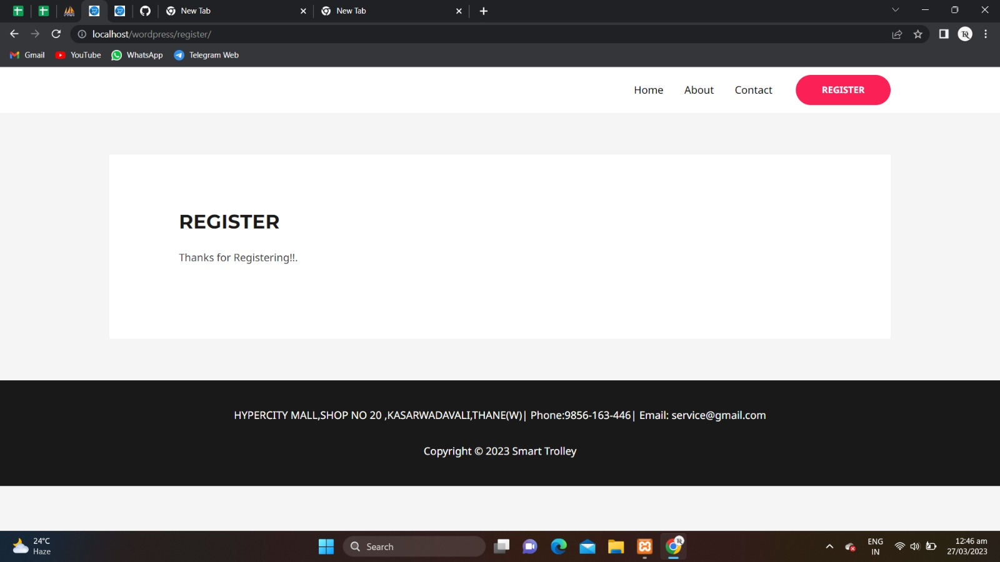 New Tab
New Tab
localhost/wordpress/register/
Gmail YouTube WhatsApp Telegram Web
Home About Contact REGISTER
REGISTER
Thanks for Registering!!.
HYPERCITY MALL,SHOP NO 20 ,KASARWADAVALI,THANE(W)| Phone:9856-163-446| Email: service@gmail.com
Copyright © 2023 Smart Trolley
24°C
Haze
Search
ENG
IN
12:46 am
27/03/2023